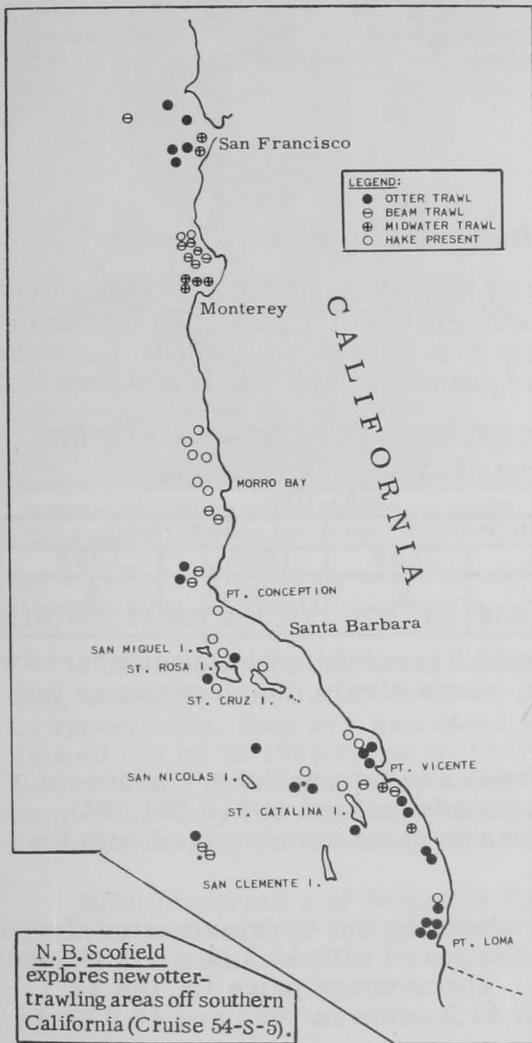 San Francisco
LEGEND:
● OTTER TRAWL
⊖ BEAM TRAWL
⊕ MIDWATER TRAWL
○ HAKE PRESENT
Monterey
CALIFORNIA
MORRO BAY
PT. CONCEPTION
Santa Barbara
SAN MIGUEL I.
ST. ROSA I.
ST. CRUZ I.
PT. VICENTE
SAN NICOLAS I.
ST. CATALINA I.
SAN CLEMENTE I.
PT. LOMA
N. B. Scofield
explores new otter-
trawling areas off southern
California (Cruise 54-S-5).